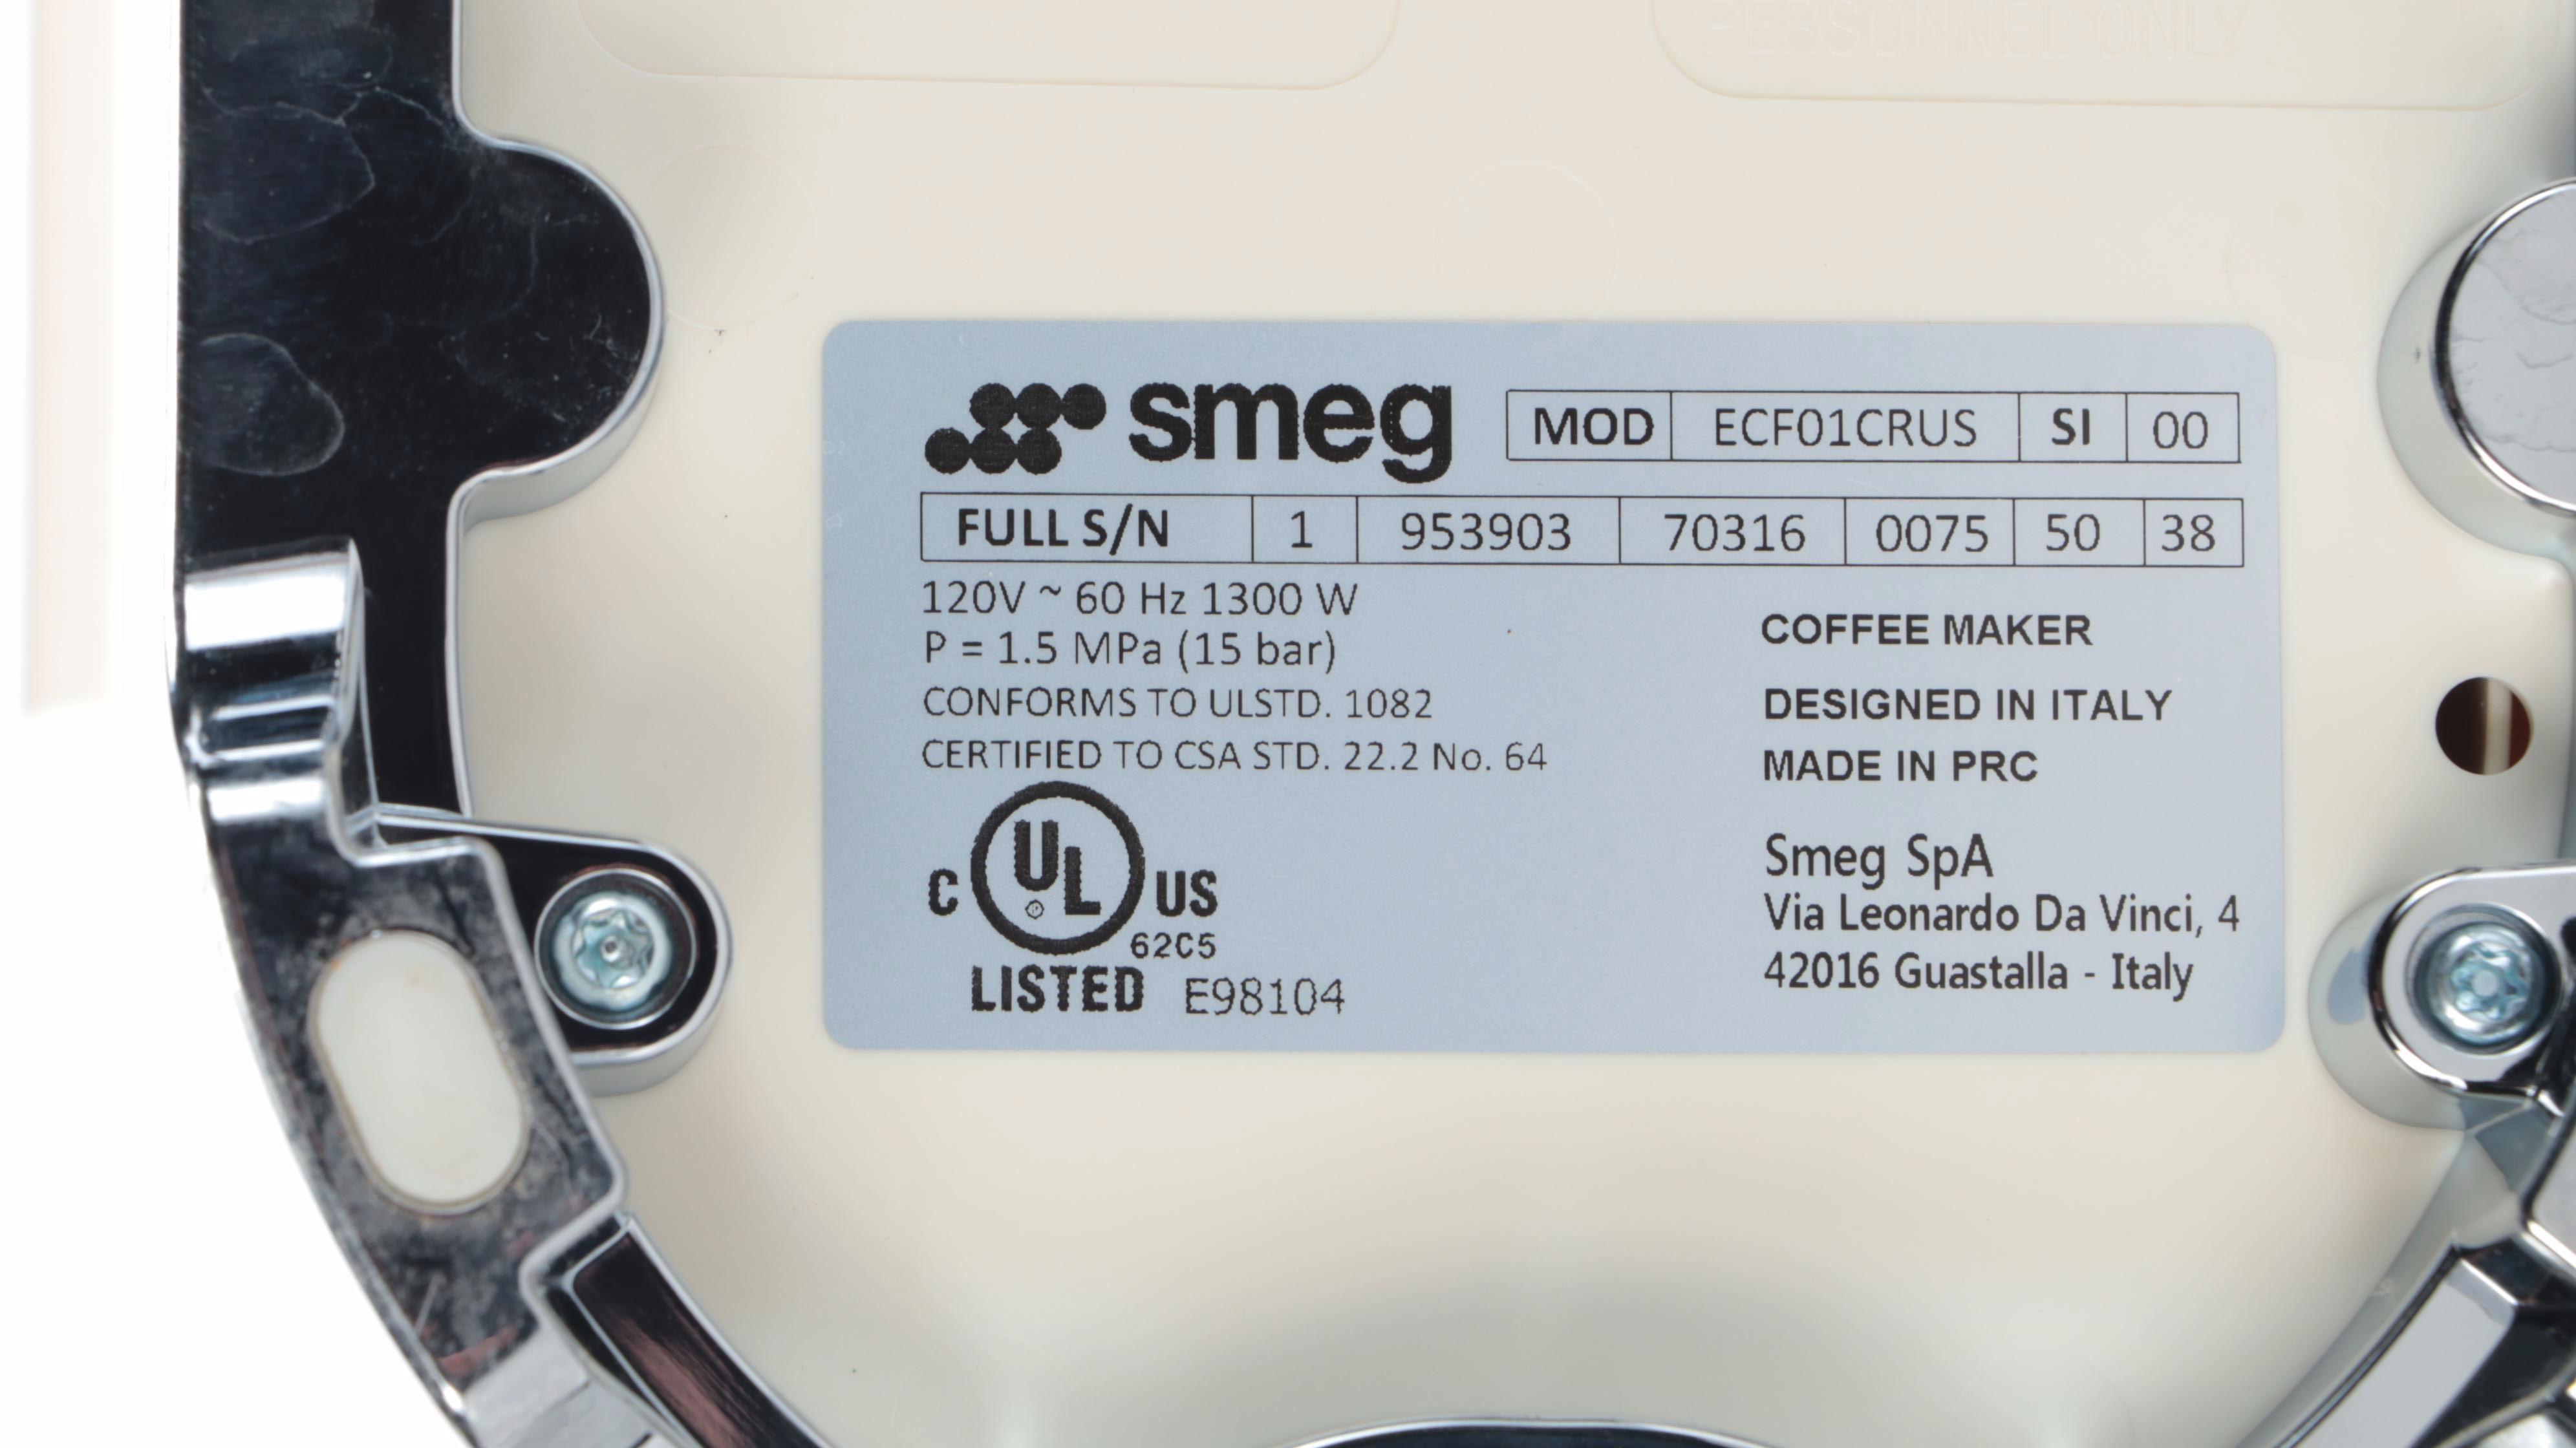 PERSONNEL ONLY
smeg MOD ECF01CRUS SI 00
FULL S/N 1 953903 70316 0075 50 38
120V ~ 60 Hz 1300 W
P = 1.5 MPa (15 bar)
CONFORMS TO ULSTD. 1082
CERTIFIED TO CSA STD. 22.2 No. 64
C UL US
62C5
LISTED E98104
COFFEE MAKER
DESIGNED IN ITALY
MADE IN PRC
Smeg SpA
Via Leonardo Da Vinci, 4
42016 Guastalla - Italy